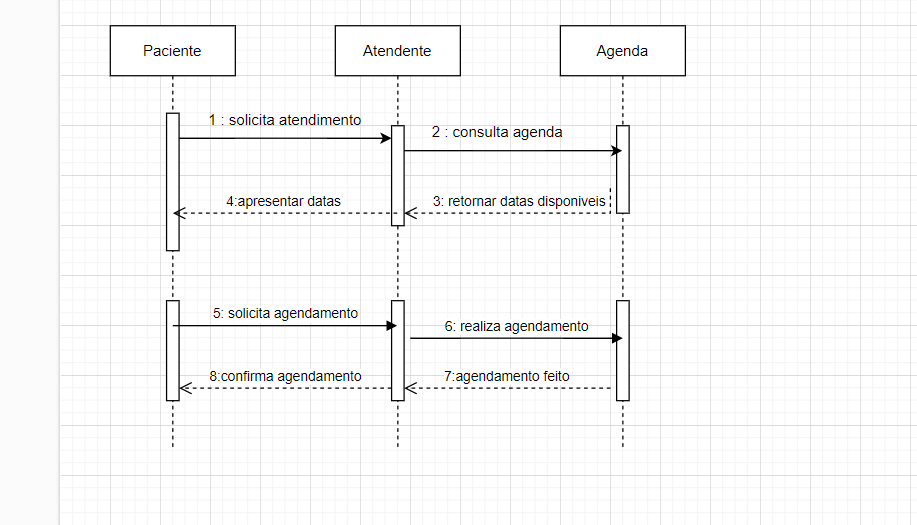 Paciente
Atendente
Agenda
1 : solicita atendimento
2 : consulta agenda
4:apresentar datas
3: retornar datas disponiveis
5: solicita agendamento
6: realiza agendamento
8:confirma agendamento
7:agendamento feito